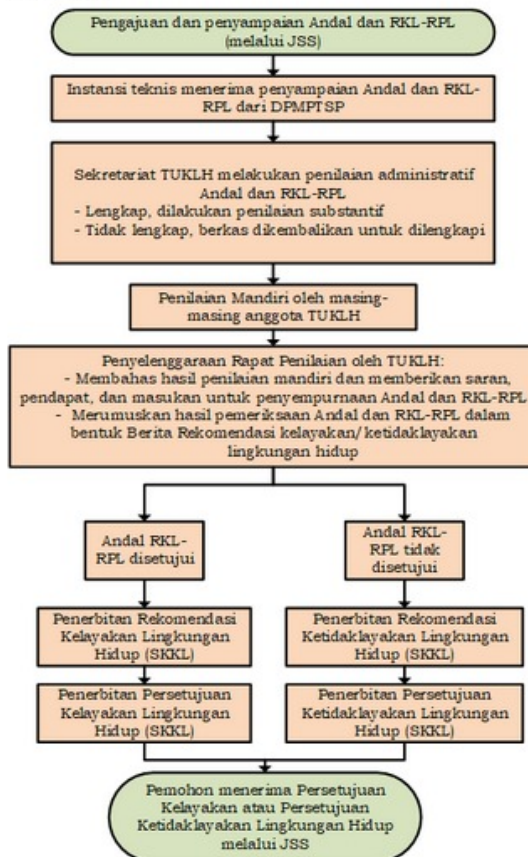 Pengajuan dan penyampaian Andal dan RKL-RPL
(melalui JSS)
Instansi teknis menerima penyampaian Andal dan RKL-
RPL dari DPMPTSP
Sekretariat TUKLH melakukan penilaian administratif
Andal dan RKL-RPL
- Lengkap, dilakukan penilaian substantif
- Tidak lengkap, berkas dikembalikan untuk dilengkapi
Penilaian Mandiri oleh masing-
masing anggota TUKLH
Penyelenggaraan Rapat Penilaian oleh TUKLH:
- Membahas hasil penilaian mandiri dan memberikan saran,
pendapat, dan masukan untuk penyempurnaan Andal dan RKL-RPL
- Merumuskan hasil pemeriksaan Andal dan RKL-RPL dalam
bentuk Berita Rekomendasi kelayakan/ ketidaklayakan
lingkungan hidup
Andal RKL-
RPL disetujui
Andal RKL-
RPL tidak
disetujui
Penerbitan Rekomendasi
Kelayakan Lingkungan
Hidup (SKKL)
Penerbitan Rekomendasi
Ketidaklayakan Lingkungan
Hidup (SKKL)
Penerbitan Persetujuan
Kelayakan Lingkungan
Hidup (SKKL)
Penerbitan Persetujuan
Ketidaklayakan Lingkungan
Hidup (SKKL)
Pemohon menerima Persetujuan
Kelayakan atau Persetujuan
Ketidaklayakan Lingkungan Hidup
melalui JSS